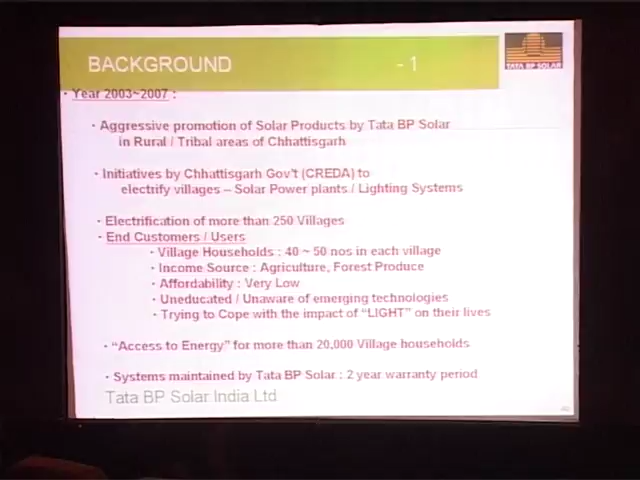 BACKGROUND - 1
TATA BP SOLAR
· Year 2003~2007 :
· Aggressive promotion of Solar Products by Tata BP Solar
in Rural / Tribal areas of Chhattisgarh
· Initiatives by Chhattisgarh Gov't (CREDA) to
electrify villages – Solar Power plants / Lighting Systems
· Electrification of more than 250 Villages
· End Customers / Users
· Village Households : 40 ~ 50 nos in each village
· Income Source : Agriculture, Forest Produce
· Affordability : Very Low
· Uneducated / Unaware of emerging technologies
· Trying to Cope with the impact of "LIGHT" on their lives
· "Access to Energy" for more than 20,000 Village households
· Systems maintained by Tata BP Solar : 2 year warranty period
Tata BP Solar India Ltd